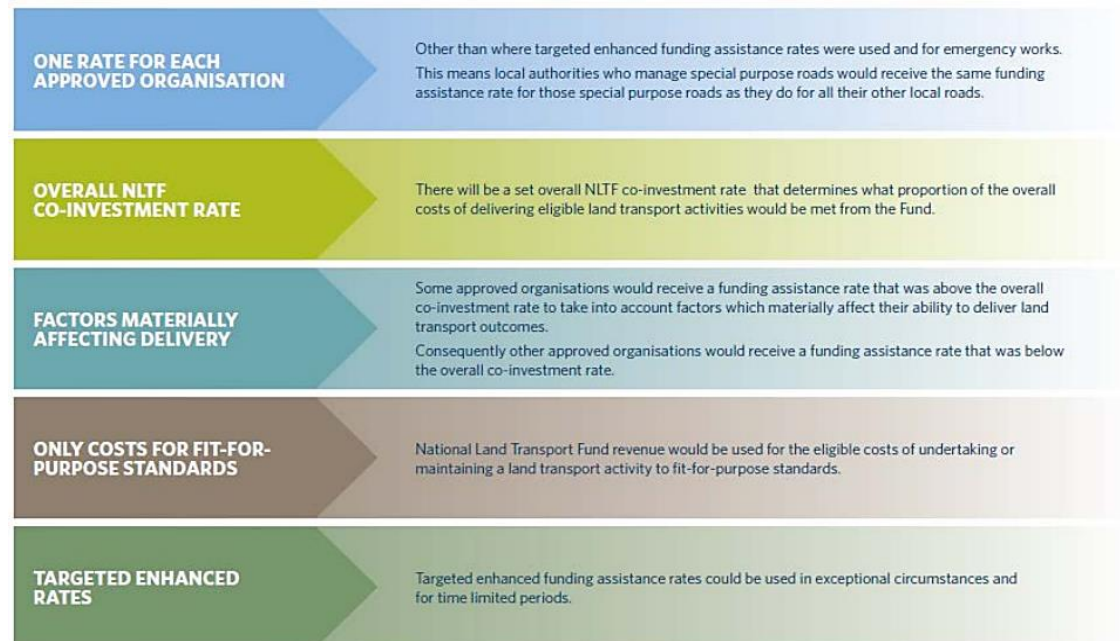 ONE RATE FOR EACH
APPROVED ORGANISATION
Other than where targeted enhanced funding assistance rates were used and for emergency works.
This means local authorities who manage special purpose roads would receive the same funding
assistance rate for those special purpose roads as they do for all their other local roads.
OVERALL NLTF
CO-INVESTMENT RATE
There will be a set overall NLTF co-investment rate that determines what proportion of the overall
costs of delivering eligible land transport activities would be met from the Fund.
FACTORS MATERIALLY
AFFECTING DELIVERY
Some approved organisations would receive a funding assistance rate that was above the overall
co-investment rate to take into account factors which materially affect their ability to deliver land
transport outcomes.
Consequently other approved organisations would receive a funding assistance rate that was below
the overall co-investment rate.
ONLY COSTS FOR FIT-FOR-
PURPOSE STANDARDS
National Land Transport Fund revenue would be used for the eligible costs of undertaking or
maintaining a land transport activity to fit-for-purpose standards.
TARGETED ENHANCED
RATES
Targeted enhanced funding assistance rates could be used in exceptional circumstances and
for time limited periods.